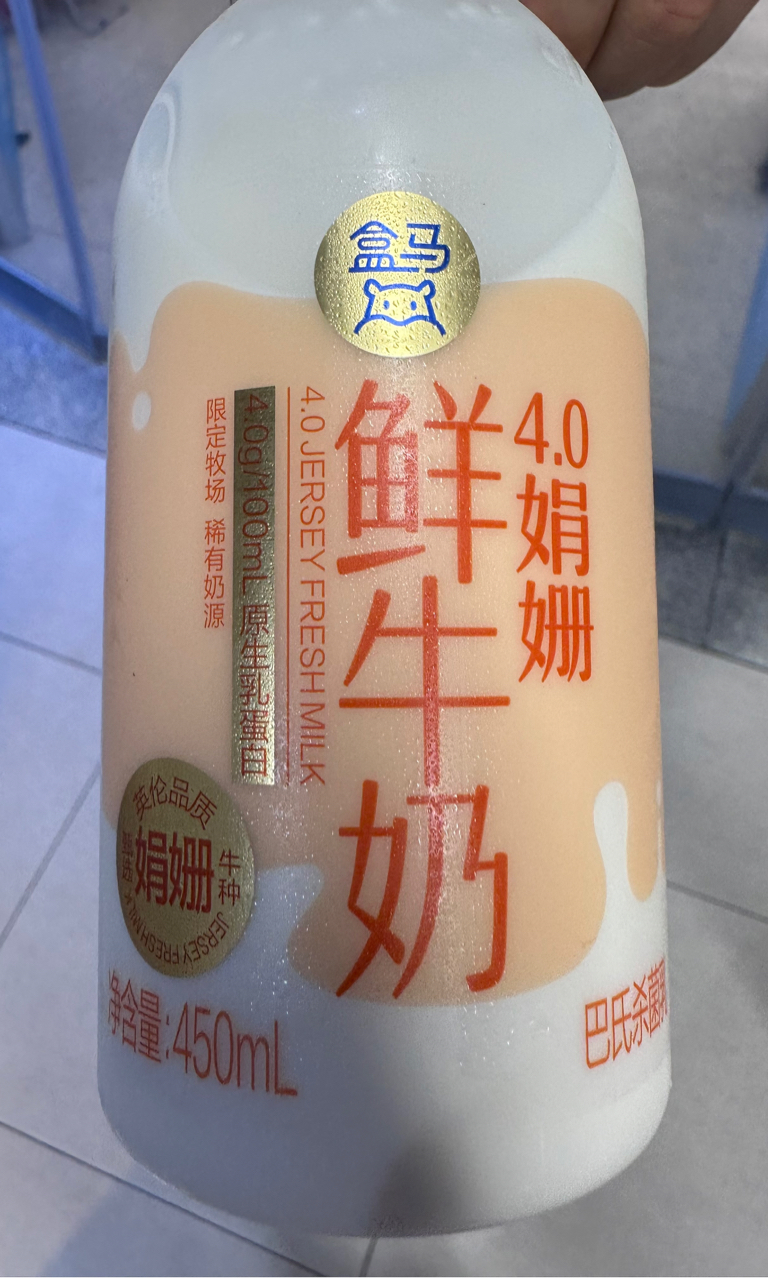 盒马
4.0
娟姗
鲜牛奶
4.0 JERSEY FRESH MILK
4.0g/100mL 原生乳蛋白
限定牧场 稀有奶源
英伦品质
娟姗
牛种
JERSEY FRESH MILK
净含量:450mL
巴氏杀菌